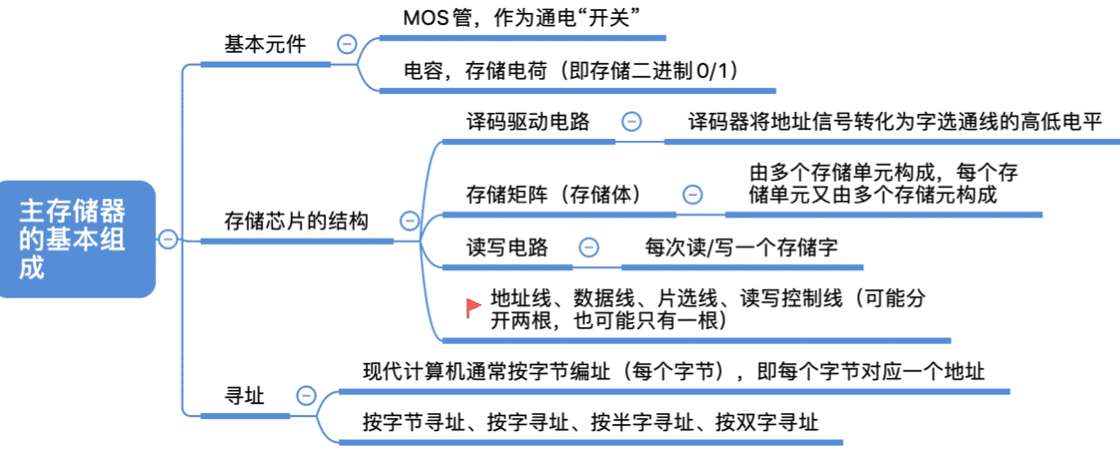 主存储器
的基本组
成
基本元件
MOS管，作为通电“开关”
电容，存储电荷（即存储二进制0/1）
存储芯片的结构
译码驱动电路
译码器将地址信号转化为字选通线的高低电平
存储矩阵（存储体）
由多个存储单元构成，每个存
储单元又由多个存储元构成
读写电路
每次读/写一个存储字
地址线、数据线、片选线、读写控制线（可能分
开两根，也可能只有一根）
寻址
现代计算机通常按字节编址（每个字节），即每个字节对应一个地址
按字节寻址、按字寻址、按半字寻址、按双字寻址